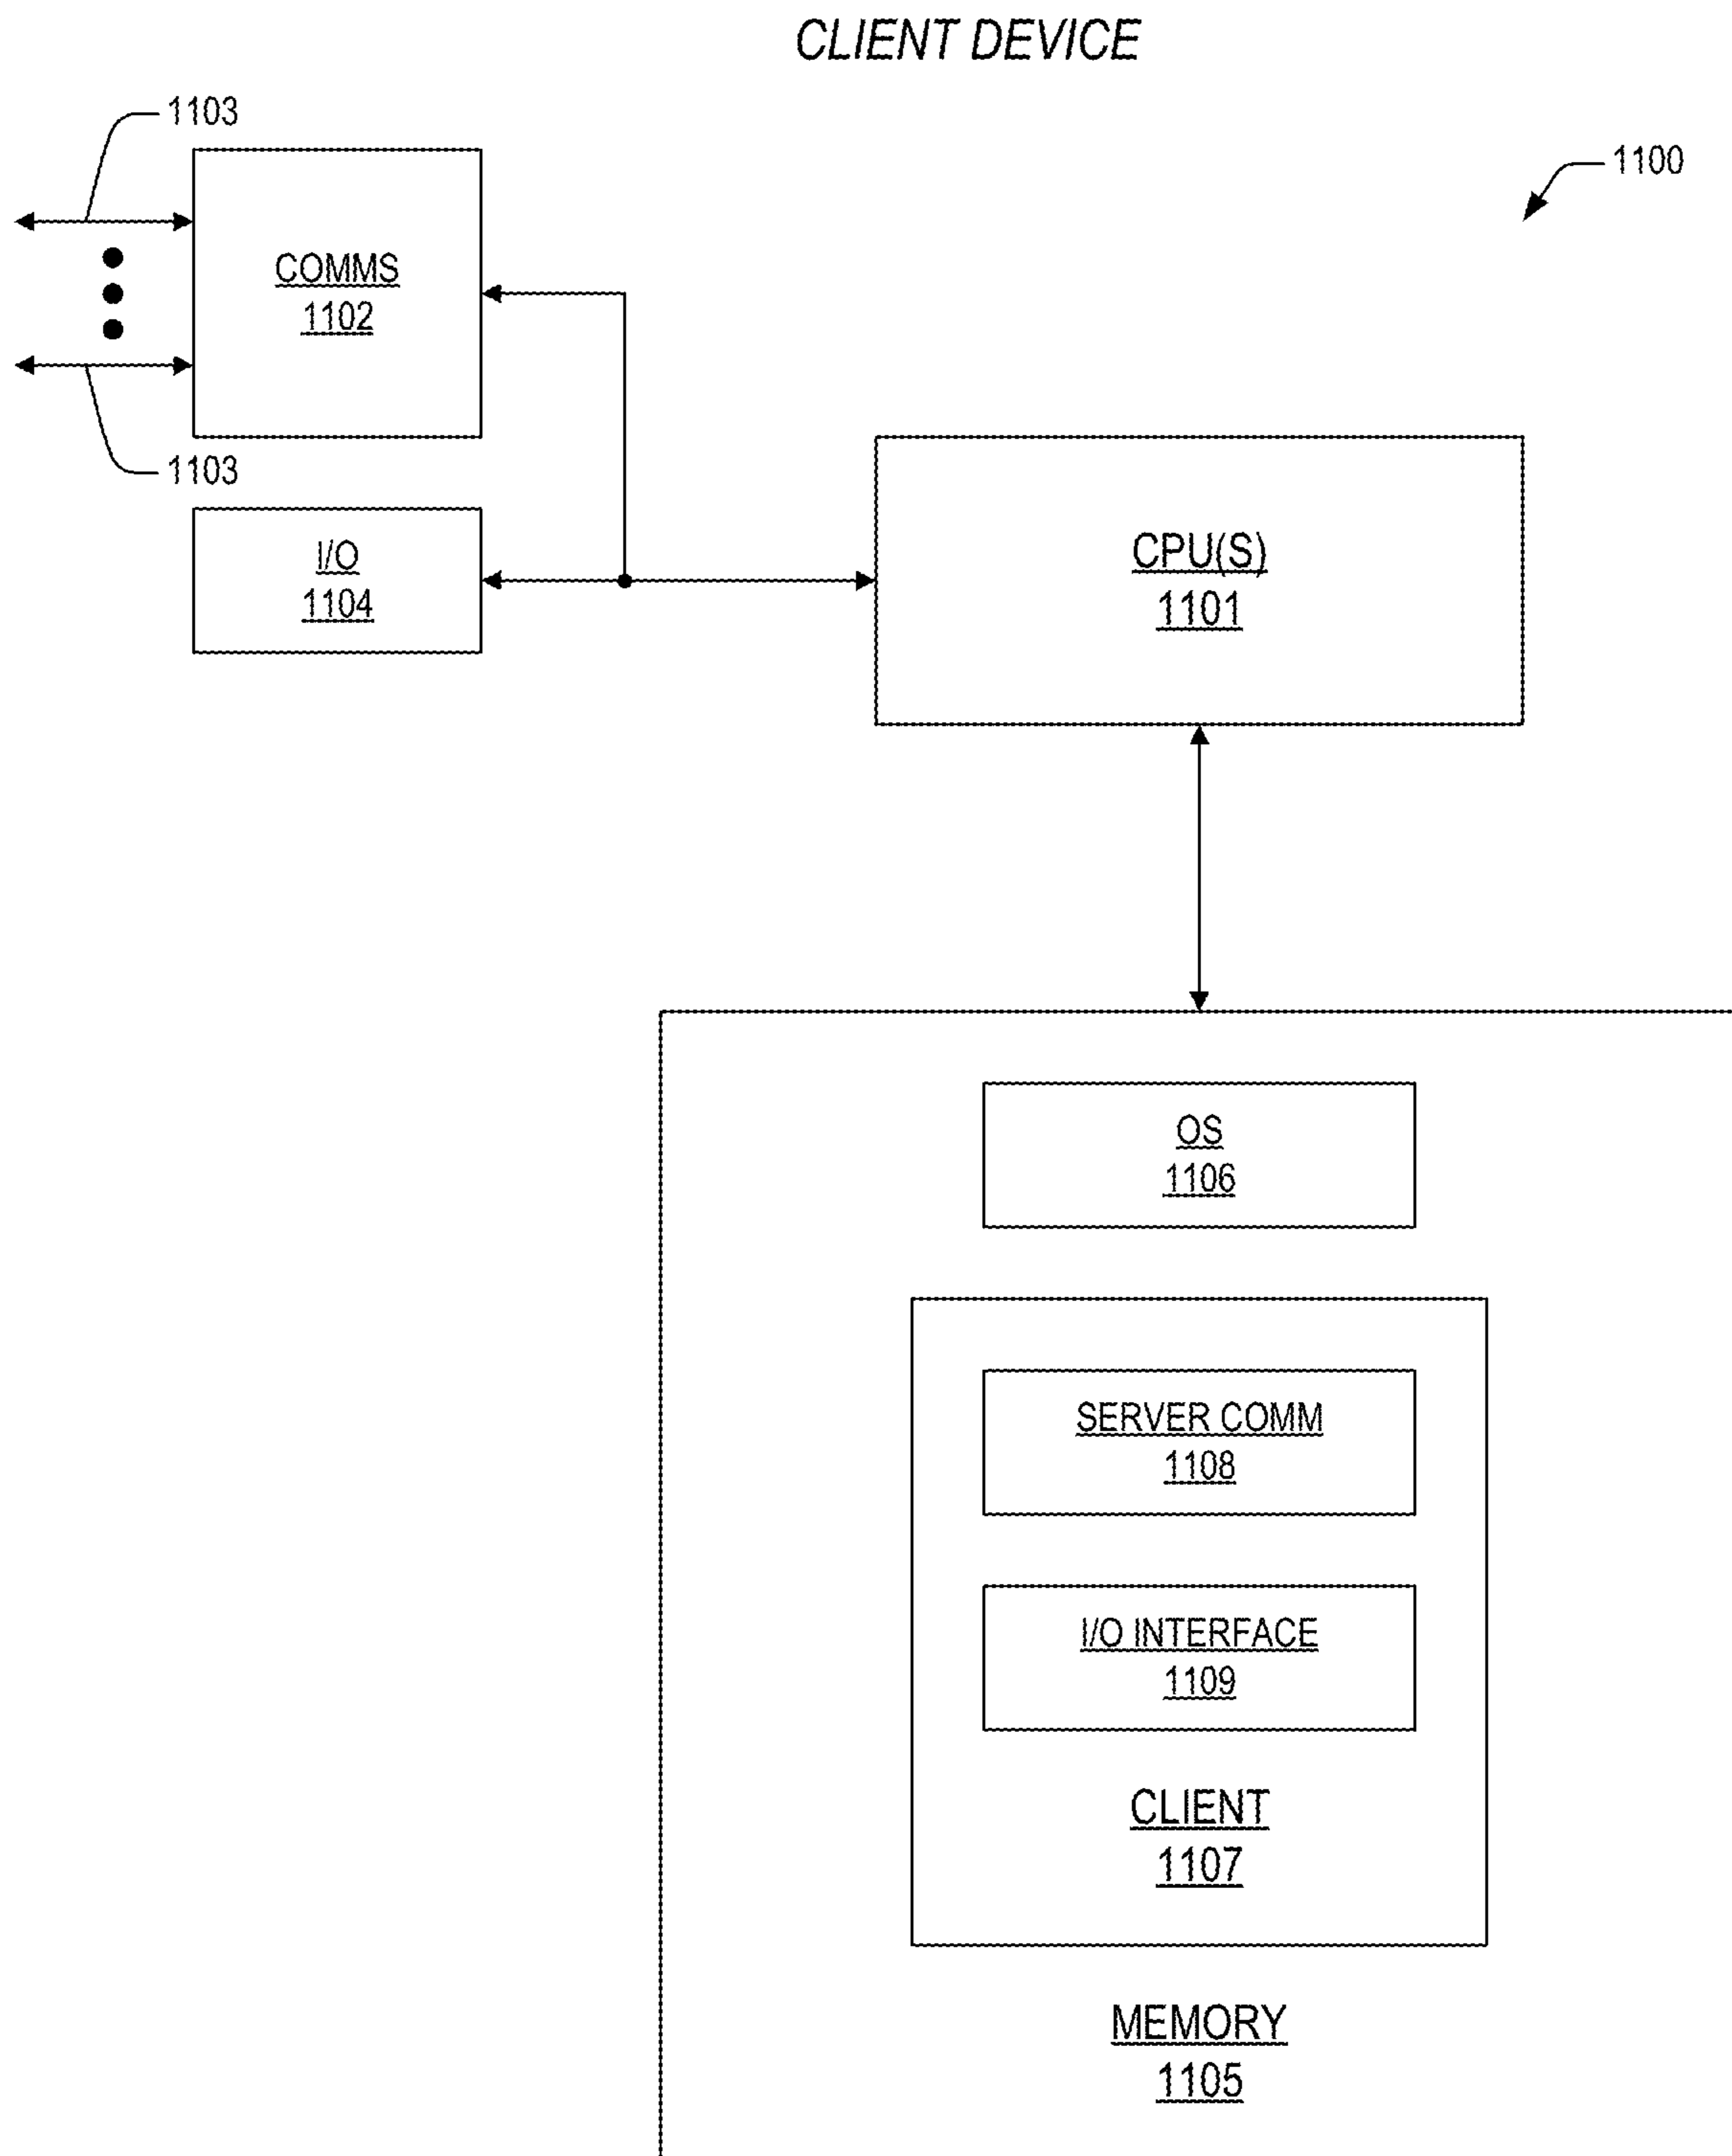 CLIENT DEVICE
1103
1100
COMMS
1102
1103
I/O
1104
CPU(S)
1101
OS
1106
SERVER COMM
1108
I/O INTERFACE
1109
CLIENT
1107
MEMORY
1105